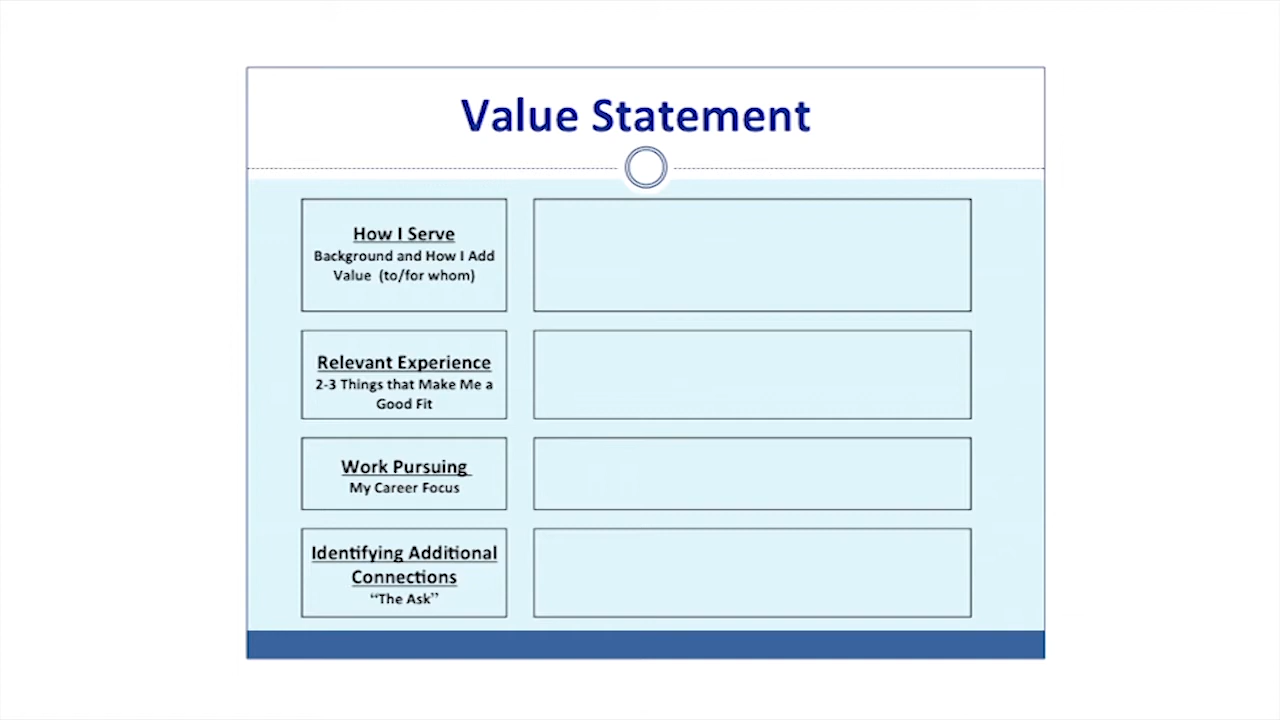 Value Statement
How I Serve
Background and How I Add
Value (to/for whom)
Relevant Experience
2-3 Things that Make Me a
Good Fit
Work Pursuing
My Career Focus
Identifying Additional
Connections
“The Ask”